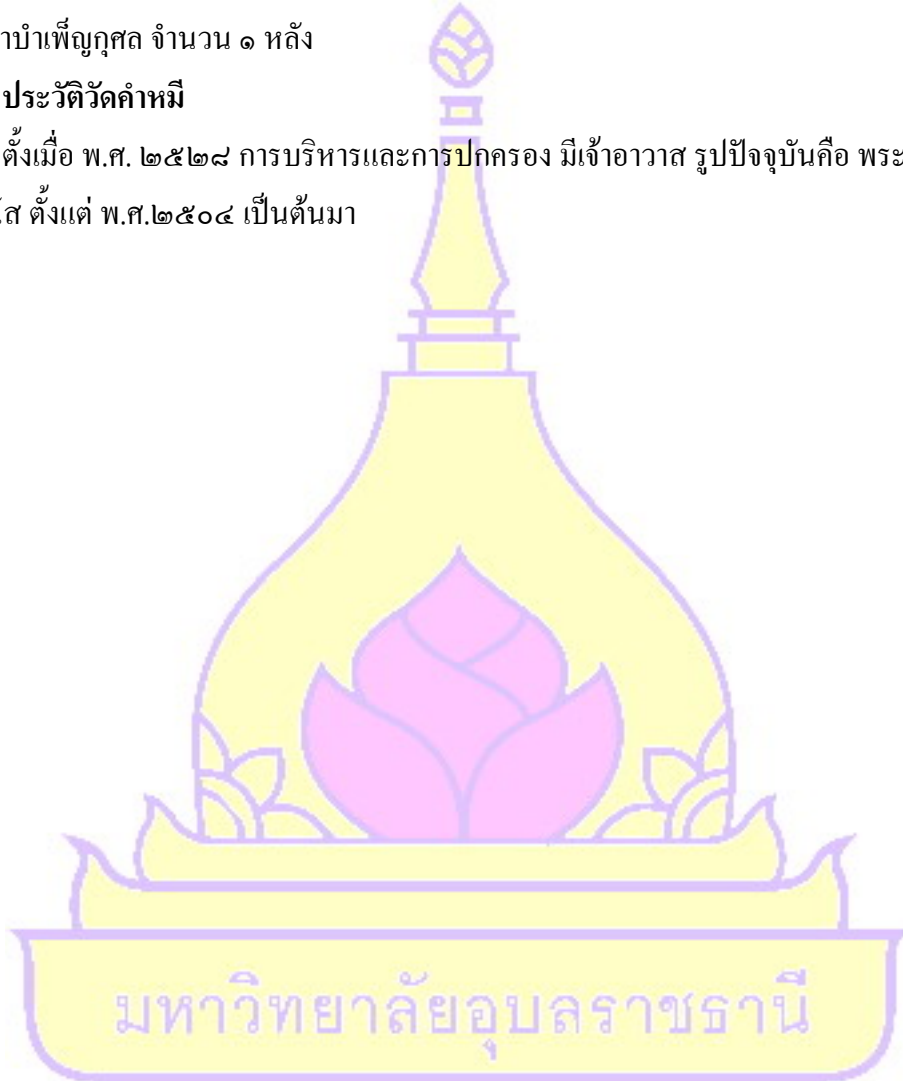 าบำเพ็ญกุศล จำนวน ๑ หลัง
ประวัติวัดคำหมี
ตั้งเมื่อ พ.ศ. ๒๕๒๘ การบริหารและการปกครอง มีเจ้าอาวาส รูปปัจจุบันคือ พระ
ส ตั้งแต่ พ.ศ.๒๕๐๔ เป็นต้นมา
มหาวิทยาลัยอุบลราชธานี